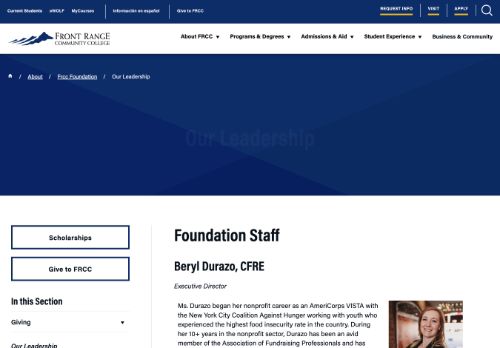 Current Students eWOLF MyCourses Información en español Give to FRCC REQUEST INFO VISIT APPLY
FRONT RANGE
COMMUNITY COLLEGE
About FRCC Programs & Degrees Admissions & Aid Student Experience Business & Community
/ About / Frcc Foundation / Our Leadership
Our Leadership
Scholarships
Give to FRCC
In this Section
Giving
Our Leadership
Foundation Staff
Beryl Durazo, CFRE
Executive Director
Ms. Durazo began her nonprofit career as an AmeriCorps VISTA with
the New York City Coalition Against Hunger working with youth who
experienced the highest food insecurity rate in the country. During
her 10+ years in the nonprofit sector, Durazo has been an avid
member of the Association of Fundraising Professionals and has